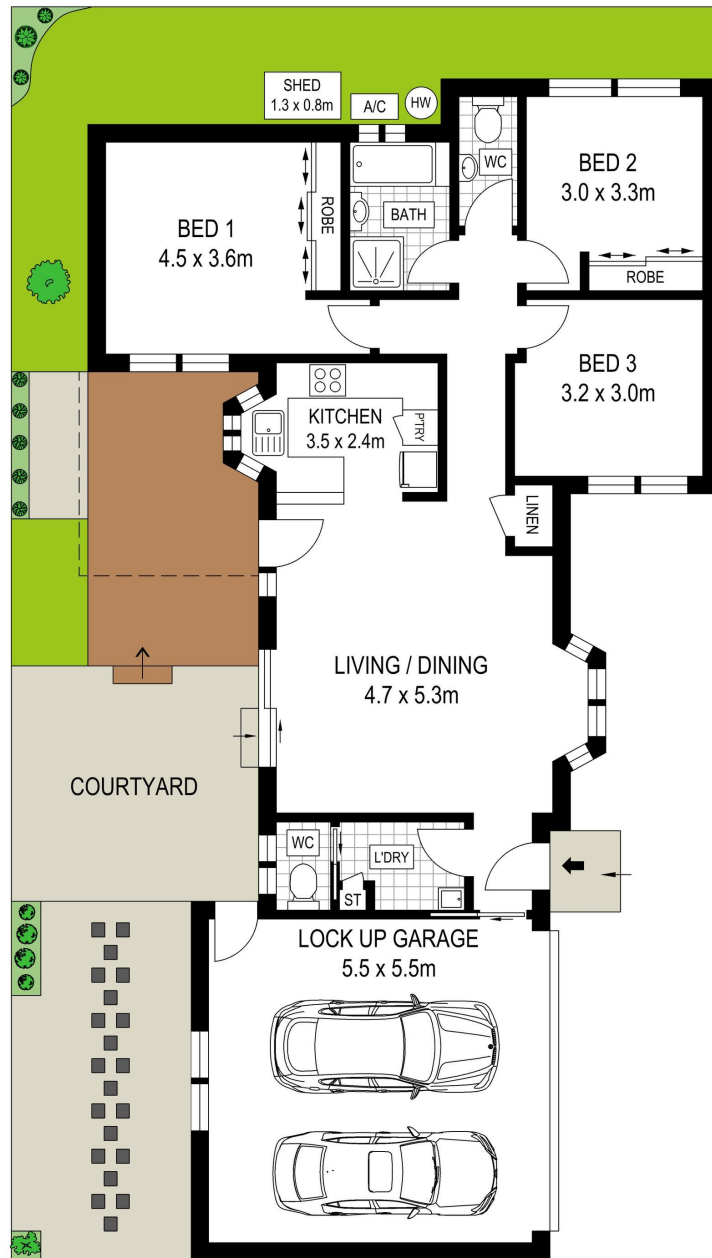 SHED
1.3 x 0.8m
A/C
HW
WC
BED 2
3.0 x 3.3m
BED 1
4.5 x 3.6m
ROBE
BATH
ROBE
BED 3
3.2 x 3.0m
KITCHEN
3.5 x 2.4m
PTRY
LINEN
LIVING / DINING
4.7 x 5.3m
COURTYARD
WC
L'DRY
ST
LOCK UP GARAGE
5.5 x 5.5m